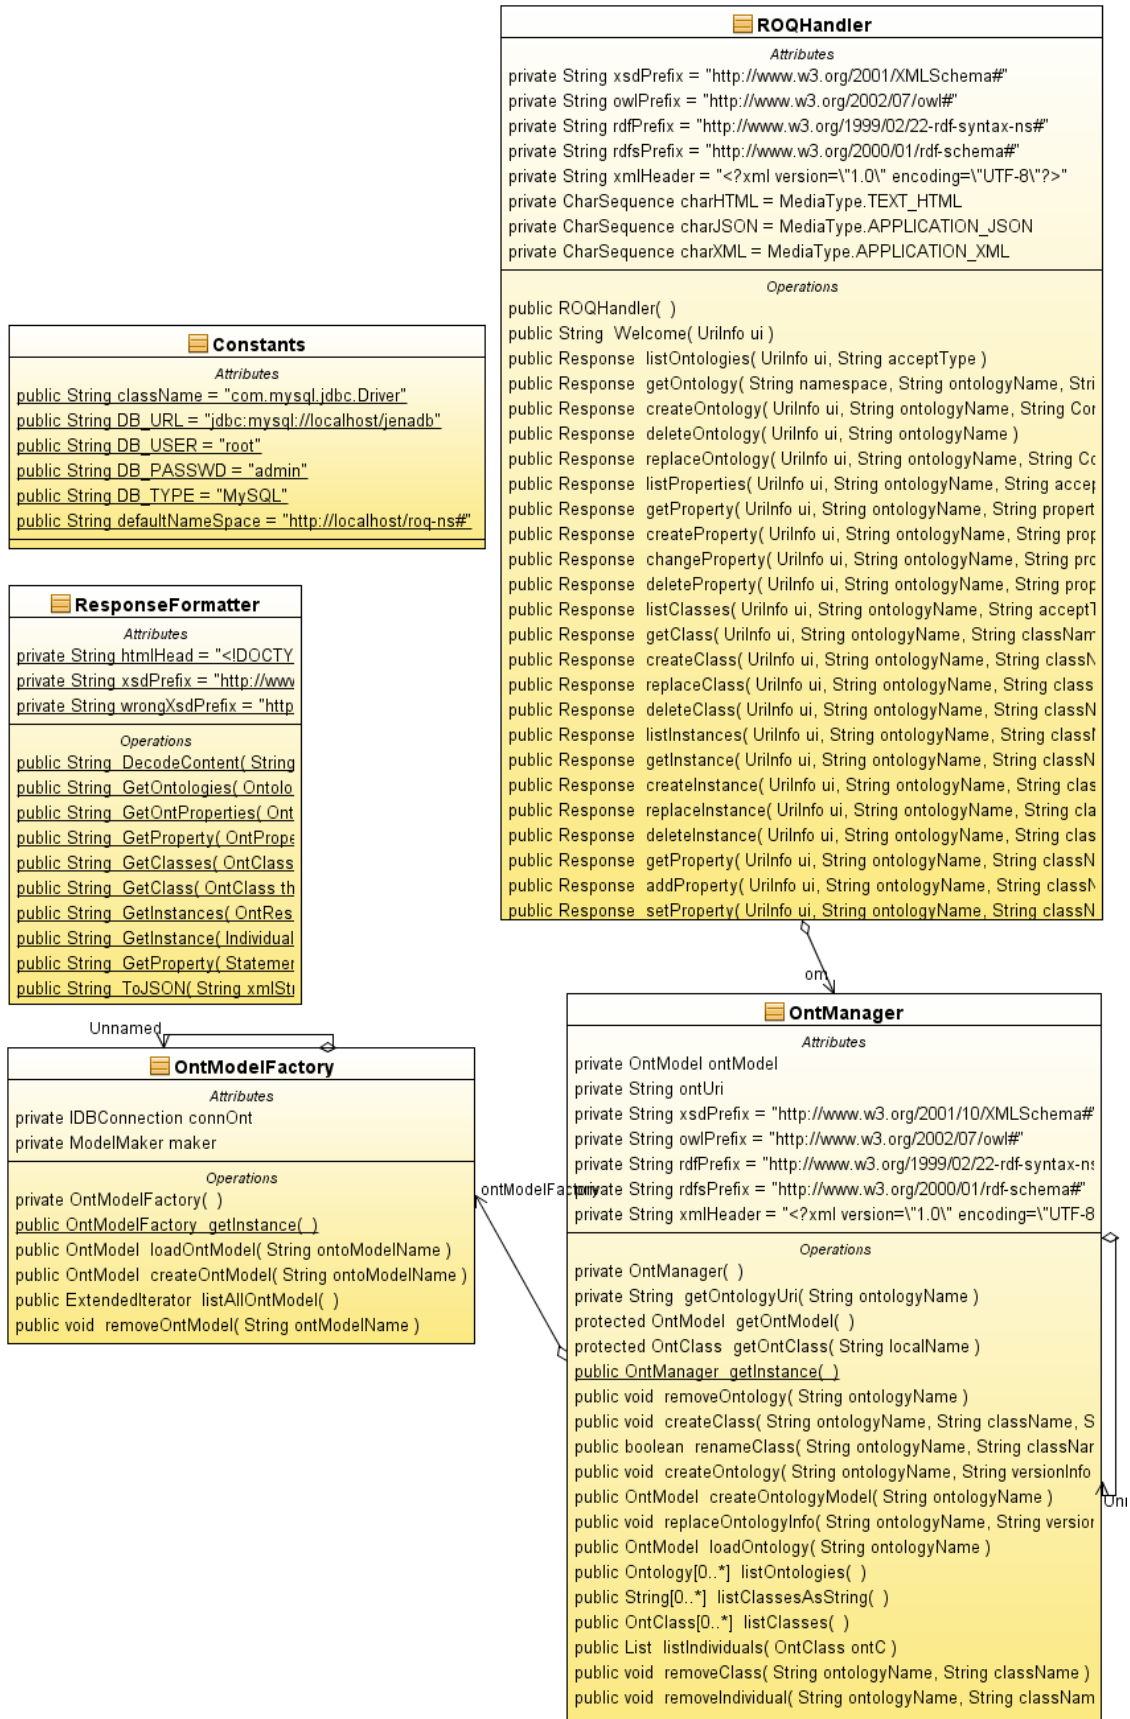 ROQHandler
Attributes
private String xsdPrefix = "http://www.w3.org/2001/XMLSchema#"
private String owlPrefix = "http://www.w3.org/2002/07/owl#"
private String rdfPrefix = "http://www.w3.org/1999/02/22-rdf-syntax-ns#"
private String rdfsPrefix = "http://www.w3.org/2000/01/rdf-schema#"
private String xmlHeader = "<?xml version=\"1.0\" encoding=\"UTF-8\"?>"
private CharSequence charHTML = MediaType.TEXT_HTML
private CharSequence charJSON = MediaType.APPLICATION_JSON
private CharSequence charXML = MediaType.APPLICATION_XML
Operations
public ROQHandler( )
public String Welcome( UriInfo ui )
public Response listOntologies( UriInfo ui, String acceptType )
public Response getOntology( String namespace, String ontologyName, Stri
public Response createOntology( UriInfo ui, String ontologyName, String Cor
public Response deleteOntology( UriInfo ui, String ontologyName )
public Response replaceOntology( UriInfo ui, String ontologyName, String Cc
public Response listProperties( UriInfo ui, String ontologyName, String accep
public Response getProperty( UriInfo ui, String ontologyName, String propert
public Response createProperty( UriInfo ui, String ontologyName, String prop
public Response changeProperty( UriInfo ui, String ontologyName, String prc
public Response deleteProperty( UriInfo ui, String ontologyName, String prop
public Response listClasses( UriInfo ui, String ontologyName, String acceptT
public Response getClass( UriInfo ui, String ontologyName, String classNam
public Response createClass( UriInfo ui, String ontologyName, String classN
public Response replaceClass( UriInfo ui, String ontologyName, String class
public Response deleteClass( UriInfo ui, String ontologyName, String classN
public Response listInstances( UriInfo ui, String ontologyName, String classN
public Response getInstance( UriInfo ui, String ontologyName, String classN
public Response createInstance( UriInfo ui, String ontologyName, String clas
public Response replaceInstance( UriInfo ui, String ontologyName, String cla
public Response deleteInstance( UriInfo ui, String ontologyName, String clas
public Response getProperty( UriInfo ui, String ontologyName, String classN
public Response addProperty( UriInfo ui, String ontologyName, String classN
public Response setProperty( UriInfo ui, String ontologyName, String classN
Constants
Attributes
public String className = "com.mysql.jdbc.Driver"
public String DB_URL = "jdbc:mysql://localhost/jenadb"
public String DB_USER = "root"
public String DB_PASSWD = "admin"
public String DB_TYPE = "MySQL"
public String defaultNameSpace = "http://localhost/roq-ns#"
ResponseFormatter
Attributes
private String htmlHead = "<!DOCTY
private String xsdPrefix = "http://www
private String wrongXsdPrefix = "http
Operations
public String DecodeContent( String
public String GetOntologies( Ontolo
public String GetOntProperties( Ont
public String GetProperty( OntPrope
public String GetClasses( OntClass
public String GetClass( OntClass th
public String GetInstances( OntRes
public String GetInstance( Individual
public String GetProperty( Statemer
public String ToJSON( String xmlStr
om
Unnamed
OntModelFactory
Attributes
private IDBConnection connOnt
private ModelMaker maker
Operations
private OntModelFactory( )
public OntModelFactory getInstance( )
public OntModel loadOntModel( String ontoModelName )
public OntModel createOntModel( String ontoModelName )
public ExtendedIterator listAllOntModel( )
public void removeOntModel( String ontModelName )
ontModelFactory
OntManager
Attributes
private OntModel ontModel
private String ontUri
private String xsdPrefix = "http://www.w3.org/2001/10/XMLSchema#"
private String owlPrefix = "http://www.w3.org/2002/07/owl#"
private String rdfPrefix = "http://www.w3.org/1999/02/22-rdf-syntax-ns
private String rdfsPrefix = "http://www.w3.org/2000/01/rdf-schema#"
private String xmlHeader = "<?xml version=\"1.0\" encoding=\"UTF-8
Operations
private OntManager( )
private String getOntologyUri( String ontologyName )
protected OntModel getOntModel( )
protected OntClass getOntClass( String localName )
public OntManager getInstance( )
public void removeOntology( String ontologyName )
public void createClass( String ontologyName, String className, S
public boolean renameClass( String ontologyName, String classNar
public void createOntology( String ontologyName, String versionInfo
public OntModel createOntologyModel( String ontologyName )
public void replaceOntologyInfo( String ontologyName, String version
public OntModel loadOntology( String ontologyName )
public Ontology[0..*] listOntologies( )
public String[0..*] listClassesAsString( )
public OntClass[0..*] listClasses( )
public List listIndividuals( OntClass ontC )
public void removeClass( String ontologyName, String className )
public void removeIndividual( String ontologyName, String classNam
Unr